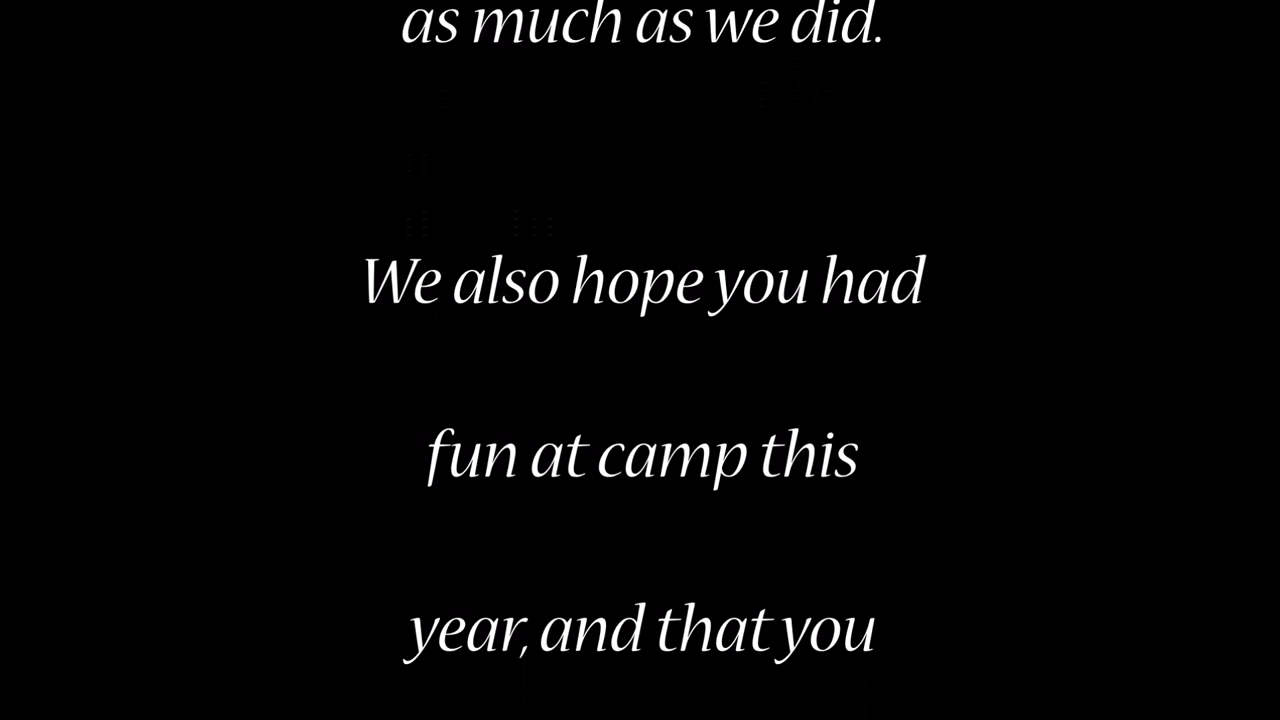 as much as we did.
We also hope you had
fun at camp this
year, and that you